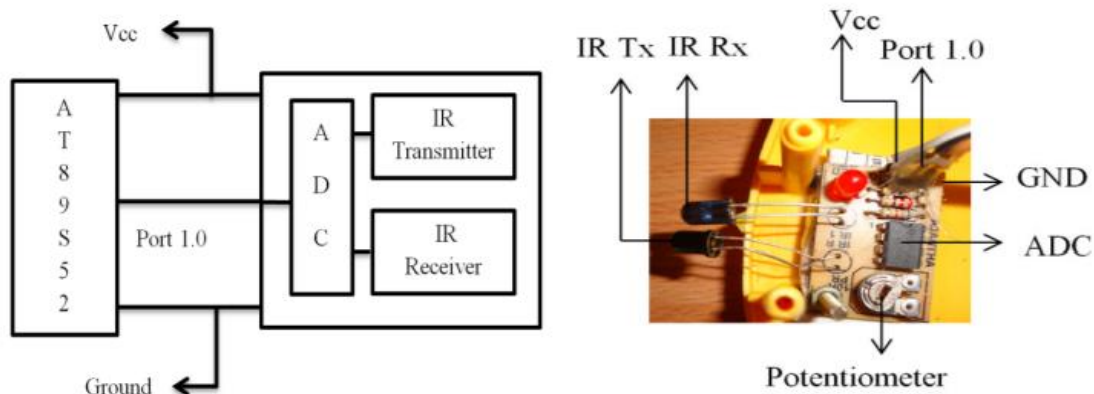 Vcc
A
T
8
9
S
5
2
Port 1.0
Ground
A
D
C
IR
Transmitter
IR
Receiver
IR Tx IR Rx
Vcc
Port 1.0
GND
ADC
Potentiometer